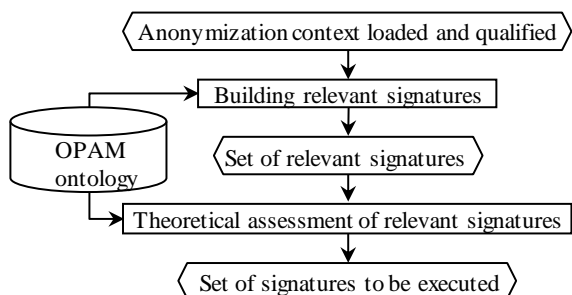 Anonymization context loaded and qualified
Building relevant signatures
OPAM
ontology
Set of relevant signatures
Theoretical assessment of relevant signatures
Set of signatures to be executed